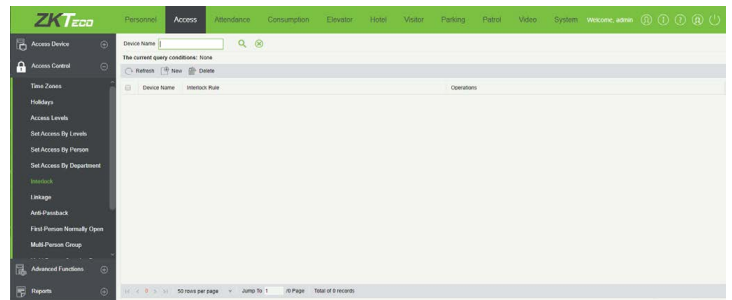 ZKTECO
Personnel Access Attendance Consumption Elevator Hotel Visitor Parking Patrol Video System Welcome, admin
Access Device
Access Control
Time Zones
Holidays
Access Levels
Set Access By Levels
Set Access By Person
Set Access By Department
Interlock
Linkage
Anti-Passback
First-Person Normally Open
Multi-Person Group
Advanced Functions
Reports
Device Name
The current query conditions: None
Refresh New Delete
Device Name Interlock Rule Operations
50 rows per page Jump To 1 /0 Page Total of 0 records